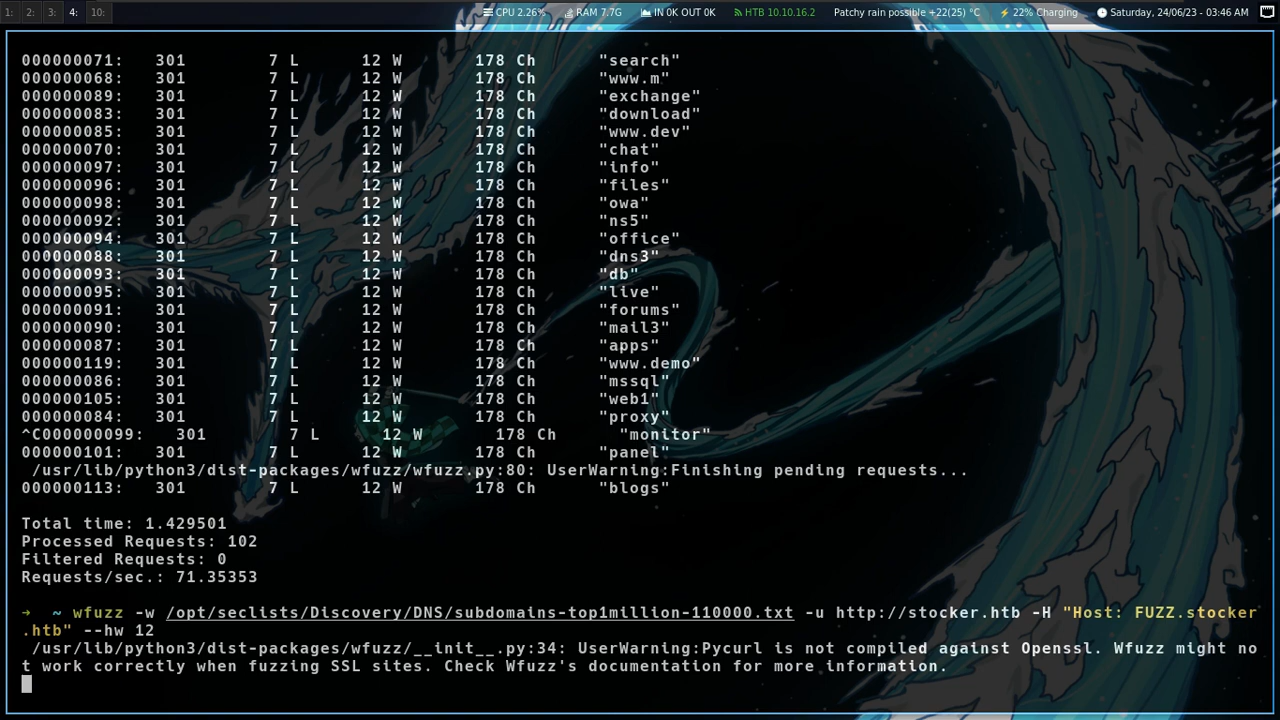 1: 2: 3: 4: 10: CPU 2.26% RAM 7.7G IN 0K OUT 0K HTB 10.10.16.2 Patchy rain possible +22(25) °C 22% Charging Saturday, 24/06/23 - 03:46 AM
000000071: 301 7 L 12 W 178 Ch "search"
000000068: 301 7 L 12 W 178 Ch "www.m"
000000089: 301 7 L 12 W 178 Ch "exchange"
000000083: 301 7 L 12 W 178 Ch "download"
000000085: 301 7 L 12 W 178 Ch "www.dev"
000000070: 301 7 L 12 W 178 Ch "chat"
000000097: 301 7 L 12 W 178 Ch "info"
000000096: 301 7 L 12 W 178 Ch "files"
000000098: 301 7 L 12 W 178 Ch "owa"
000000092: 301 7 L 12 W 178 Ch "ns5"
000000094: 301 7 L 12 W 178 Ch "office"
000000088: 301 7 L 12 W 178 Ch "dns3"
000000093: 301 7 L 12 W 178 Ch "db"
000000095: 301 7 L 12 W 178 Ch "live"
000000091: 301 7 L 12 W 178 Ch "forums"
000000090: 301 7 L 12 W 178 Ch "mail3"
000000087: 301 7 L 12 W 178 Ch "apps"
000000119: 301 7 L 12 W 178 Ch "www.demo"
000000086: 301 7 L 12 W 178 Ch "mssql"
000000105: 301 7 L 12 W 178 Ch "web1"
000000084: 301 7 L 12 W 178 Ch "proxy"
^C000000099: 301 7 L 12 W 178 Ch "monitor"
000000101: 301 7 L 12 W 178 Ch "panel"
/usr/lib/python3/dist-packages/wfuzz/wfuzz.py:80: UserWarning:Finishing pending requests...
000000113: 301 7 L 12 W 178 Ch "blogs"
Total time: 1.429501
Processed Requests: 102
Filtered Requests: 0
Requests/sec.: 71.35353
➜ ~ wfuzz -w /opt/seclists/Discovery/DNS/subdomains-top1million-110000.txt -u http://stocker.htb -H "Host: FUZZ.stocker
.htb" --hw 12
/usr/lib/python3/dist-packages/wfuzz/__init__.py:34: UserWarning:Pycurl is not compiled against Openssl. Wfuzz might no
t work correctly when fuzzing SSL sites. Check Wfuzz's documentation for more information.